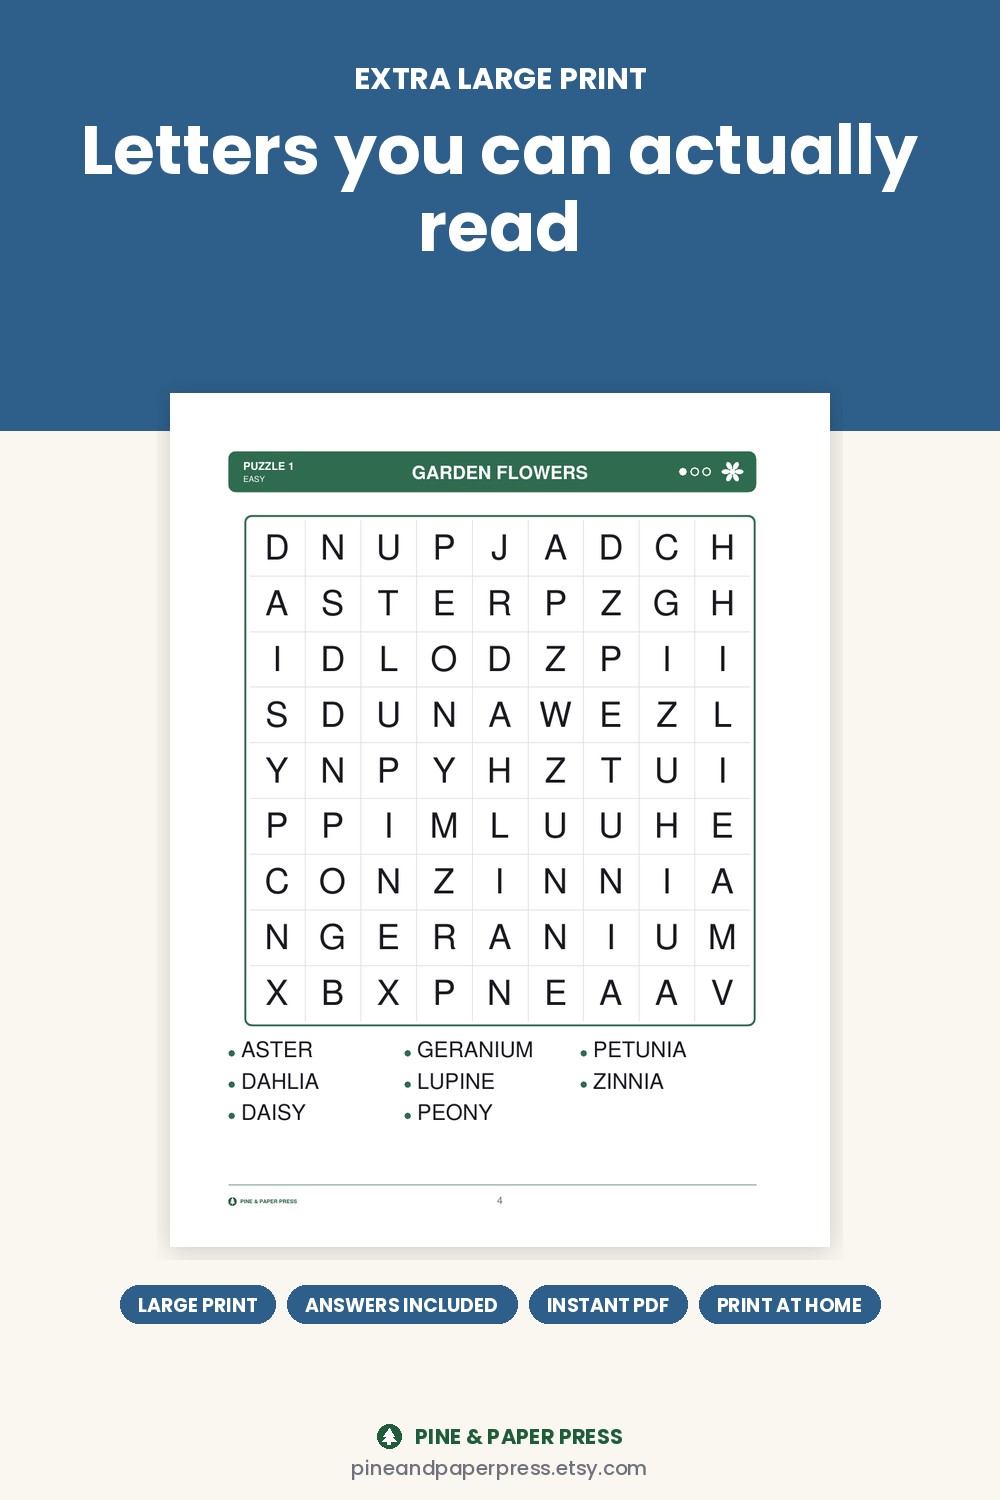 EXTRA LARGE PRINT
Letters you can actually
read
PUZZLE 1
EASY
GARDEN FLOWERS
D N U P J A D C H
A S T E R P Z G H
I D L O D Z P I I
S D U N A W E Z L
Y N P Y H Z T U I
P P I M L U U H E
C O N Z I N N I A
N G E R A N I U M
X B X P N E A A V
• ASTER • GERANIUM • PETUNIA
• DAHLIA • LUPINE • ZINNIA
• DAISY • PEONY
PINE & PAPER PRESS 4
LARGE PRINT ANSWERS INCLUDED INSTANT PDF PRINT AT HOME
PINE & PAPER PRESS
pineandpaperpress.etsy.com